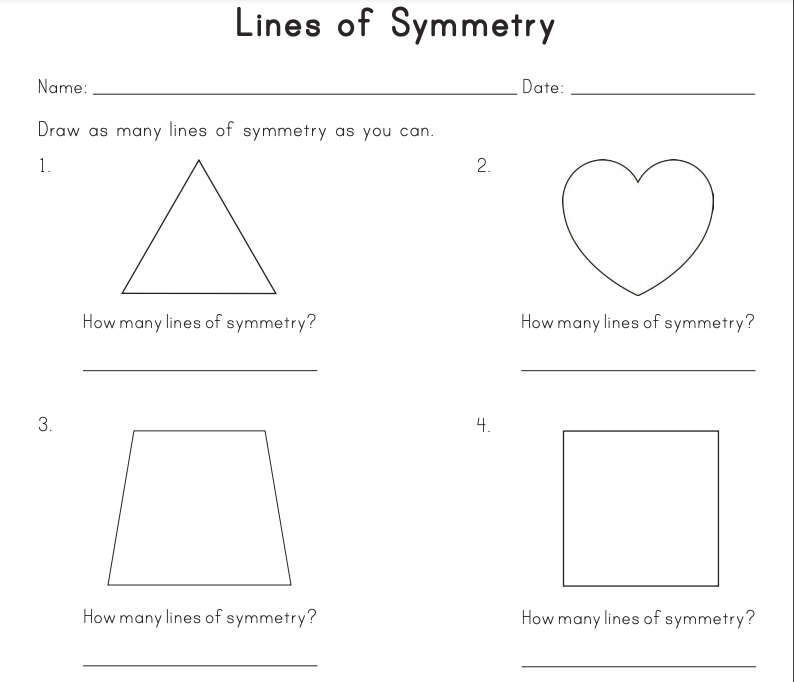 Lines of Symmetry
Name: Date:
Draw as many lines of symmetry as you can.
1. 2.
How many lines of symmetry? How many lines of symmetry?
3. 4.
How many lines of symmetry? How many lines of symmetry?